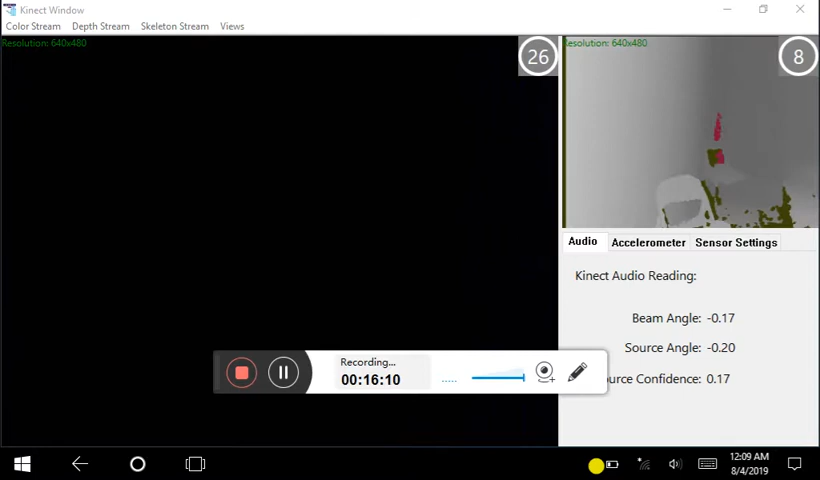 Kinect Window
Color Stream Depth Stream Skeleton Stream Views
Resolution: 640x480
26
Resolution: 640x480
8
Audio Accelerometer Sensor Settings
Kinect Audio Reading:
Beam Angle: -0.17
Source Angle: -0.20
ource Confidence: 0.17
Recording...
00:16:10
12:09 AM
8/4/2019